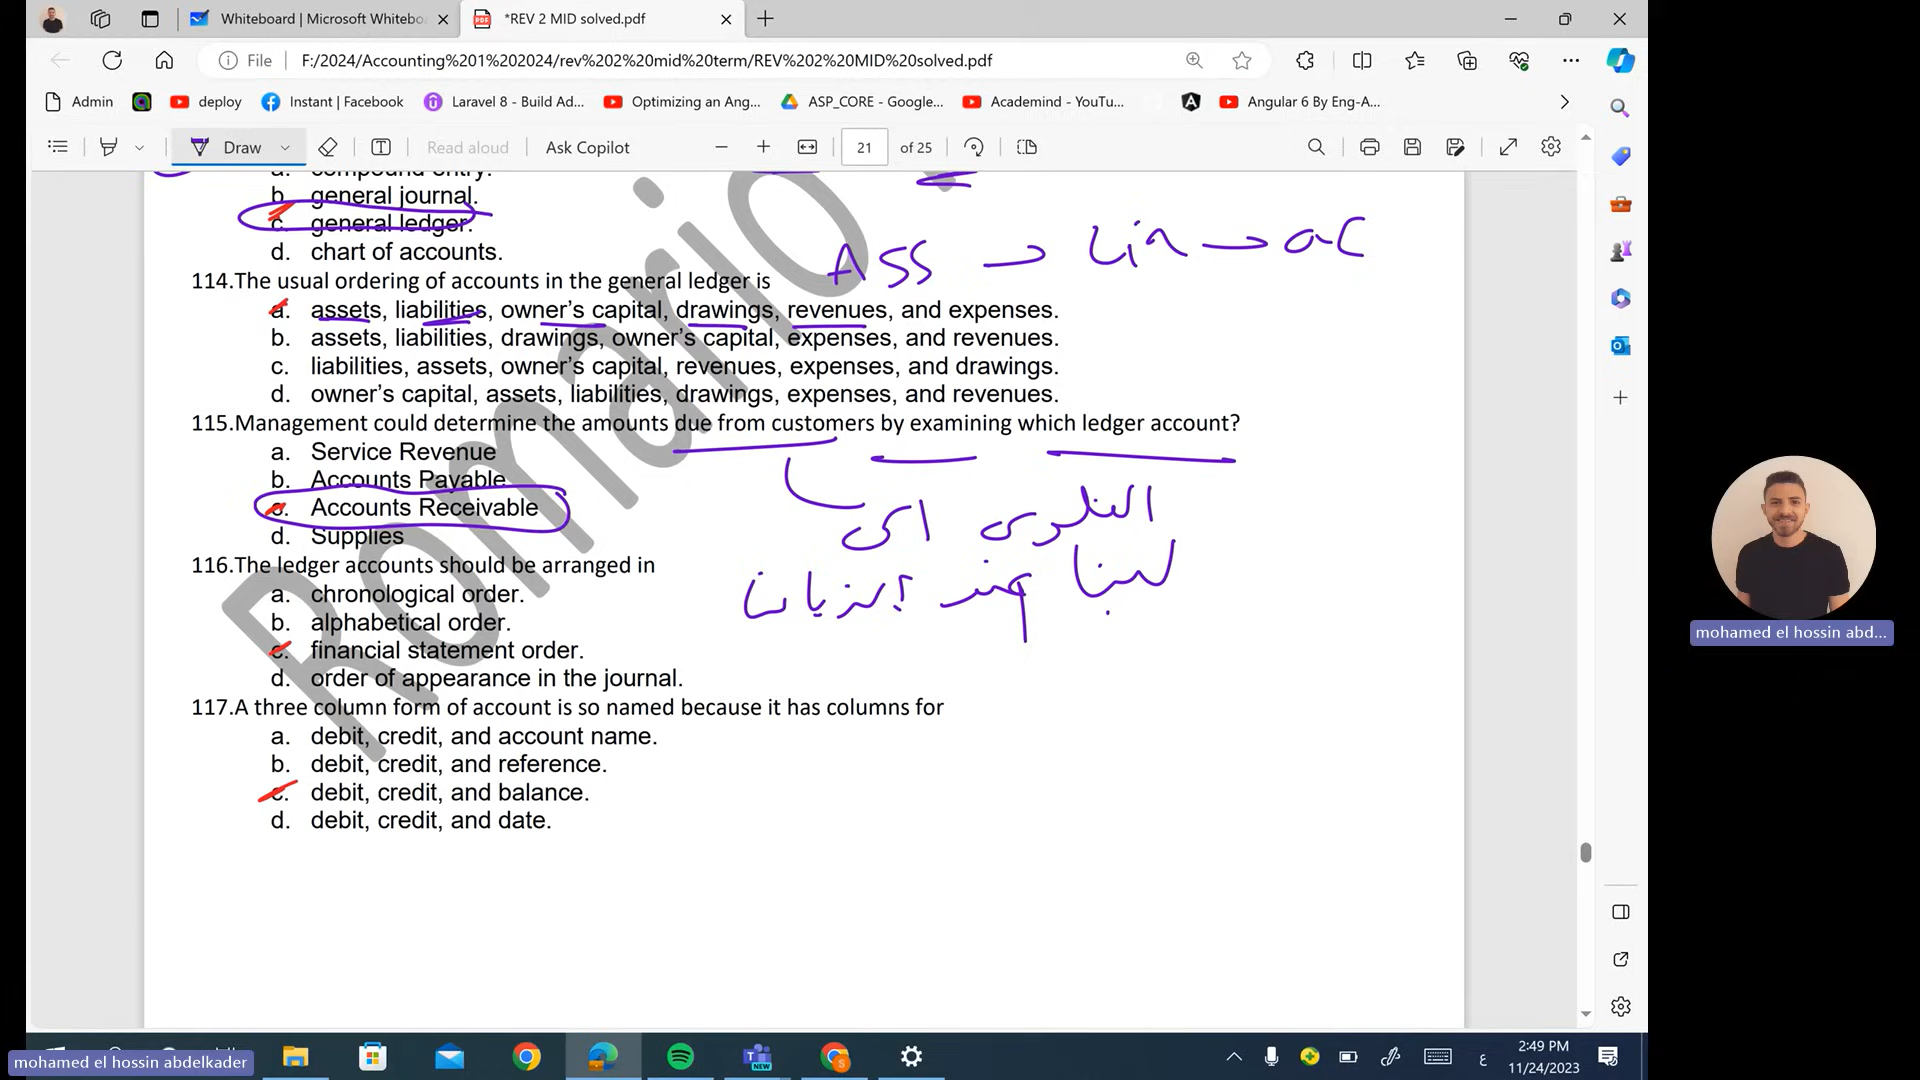 Whiteboard | Microsoft Whitebo
*REV 2 MID solved.pdf
File
F:/2024/Accounting%201%202024/rev%202%20mid%20term/REV%202%20MID%20solved.pdf
Admin
deploy
Instant | Facebook
Laravel 8 - Build Ad...
Optimizing an Ang...
ASP_CORE - Google...
Academind - YouTu...
Angular 6 By Eng-A...
Draw
Read aloud
Ask Copilot
21
of 25
a. compound entry.
b. general journal.
c. general ledger.
d. chart of accounts.
ASS → Lia → OC
114.The usual ordering of accounts in the general ledger is
a. assets, liabilities, owner’s capital, drawings, revenues, and expenses.
b. assets, liabilities, drawings, owner’s capital, expenses, and revenues.
c. liabilities, assets, owner’s capital, revenues, expenses, and drawings.
d. owner’s capital, assets, liabilities, drawings, expenses, and revenues.
115.Management could determine the amounts due from customers by examining which ledger account?
a. Service Revenue
b. Accounts Payable
c. Accounts Receivable
d. Supplies
116.The ledger accounts should be arranged in
a. chronological order.
b. alphabetical order.
c. financial statement order.
d. order of appearance in the journal.
117.A three column form of account is so named because it has columns for
a. debit, credit, and account name.
b. debit, credit, and reference.
c. debit, credit, and balance.
d. debit, credit, and date.
Romario
mohamed el hossin abd...
mohamed el hossin abdelkader
ع
2:49 PM
11/24/2023